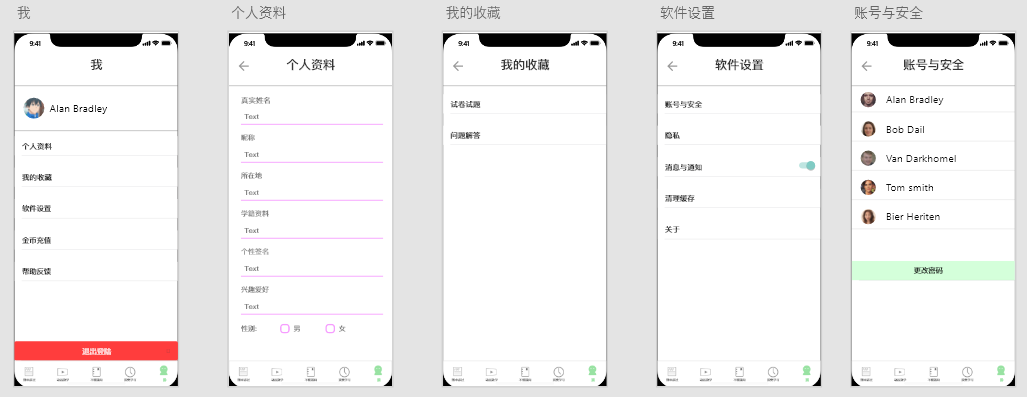 我
9:41
我
Alan Bradley
个人资料
我的收藏
软件设置
金币充值
帮助反馈
退出登陆
我
个人资料
9:41
个人资料
真实姓名
Text
昵称
Text
所在地
Text
学籍资料
Text
个性签名
Text
兴趣爱好
Text
性别:
男
女
我
我的收藏
9:41
我的收藏
试卷试题
问题解答
我
软件设置
9:41
软件设置
账号与安全
隐私
消息与通知
清理缓存
关于
我
账号与安全
9:41
账号与安全
Alan Bradley
Bob Dail
Van Darkhomel
Tom smith
Bier Heriten
更改密码
我